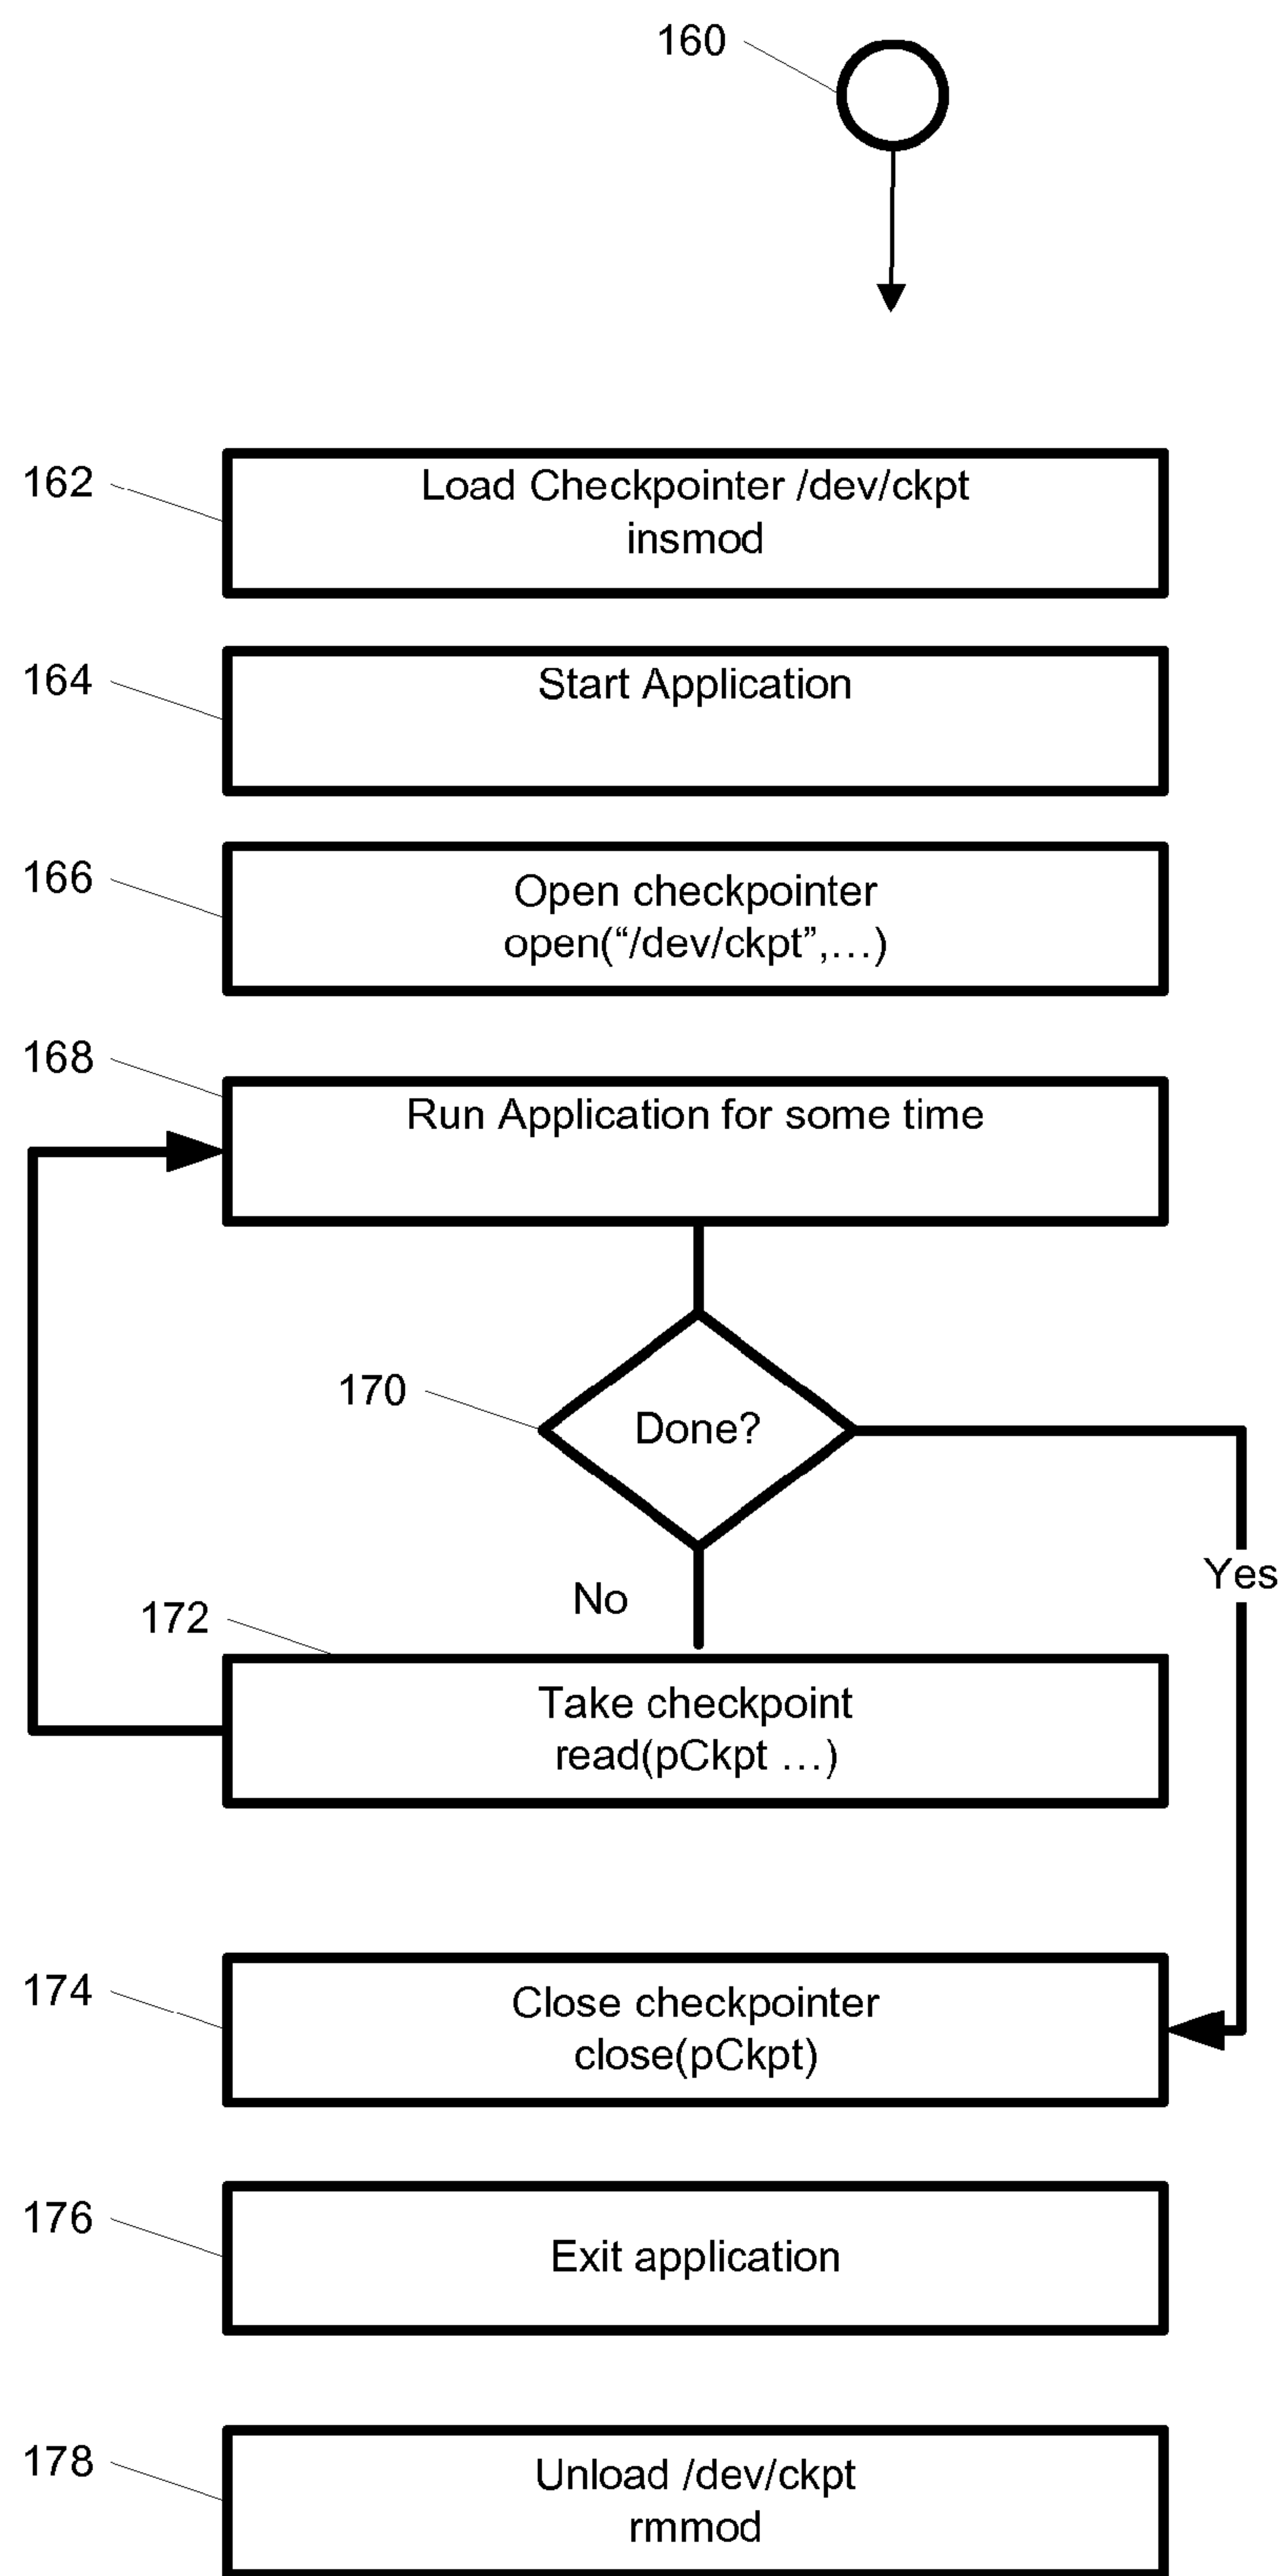 160
162
Load Checkpointer /dev/ckpt
insmod
164
Start Application
166
Open checkpointer
open(“/dev/ckpt”,…)
168
Run Application for some time
170
Done?
Yes
No
172
Take checkpoint
read(pCkpt …)
174
Close checkpointer
close(pCkpt)
176
Exit application
178
Unload /dev/ckpt
rmmod